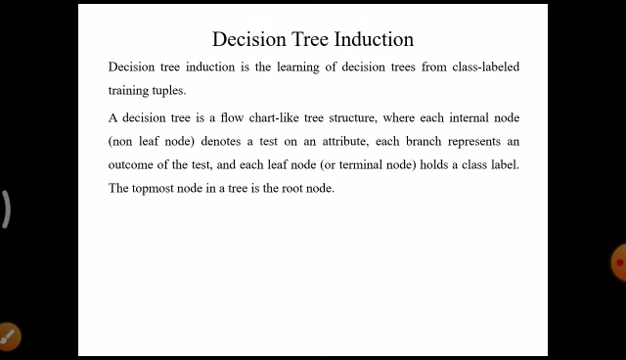 Decision Tree Induction
Decision tree induction is the learning of decision trees from class-labeled
training tuples.
A decision tree is a flow chart-like tree structure, where each internal node
(non leaf node) denotes a test on an attribute, each branch represents an
outcome of the test, and each leaf node (or terminal node) holds a class label.
The topmost node in a tree is the root node.